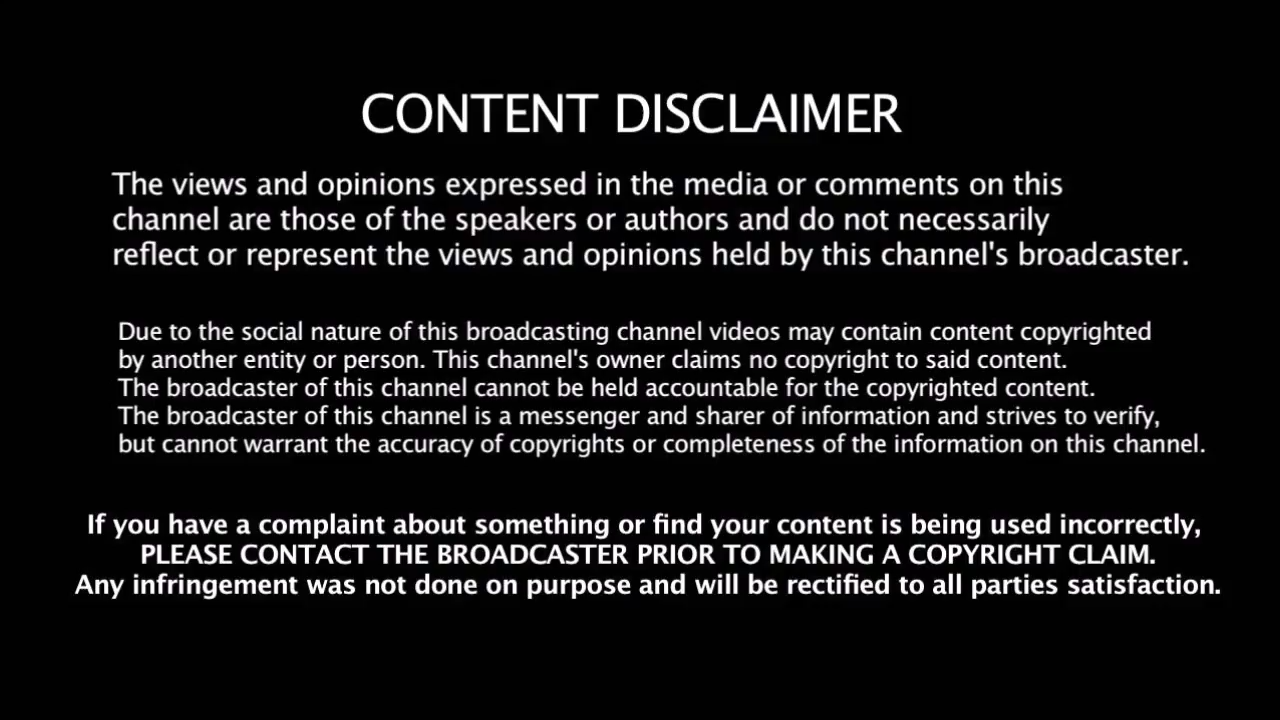 CONTENT DISCLAIMER
The views and opinions expressed in the media or comments on this
channel are those of the speakers or authors and do not necessarily
reflect or represent the views and opinions held by this channel's broadcaster.
Due to the social nature of this broadcasting channel videos may contain content copyrighted
by another entity or person. This channel's owner claims no copyright to said content.
The broadcaster of this channel cannot be held accountable for the copyrighted content.
The broadcaster of this channel is a messenger and sharer of information and strives to verify,
but cannot warrant the accuracy of copyrights or completeness of the information on this channel.
If you have a complaint about something or find your content is being used incorrectly,
PLEASE CONTACT THE BROADCASTER PRIOR TO MAKING A COPYRIGHT CLAIM.
Any infringement was not done on purpose and will be rectified to all parties satisfaction.